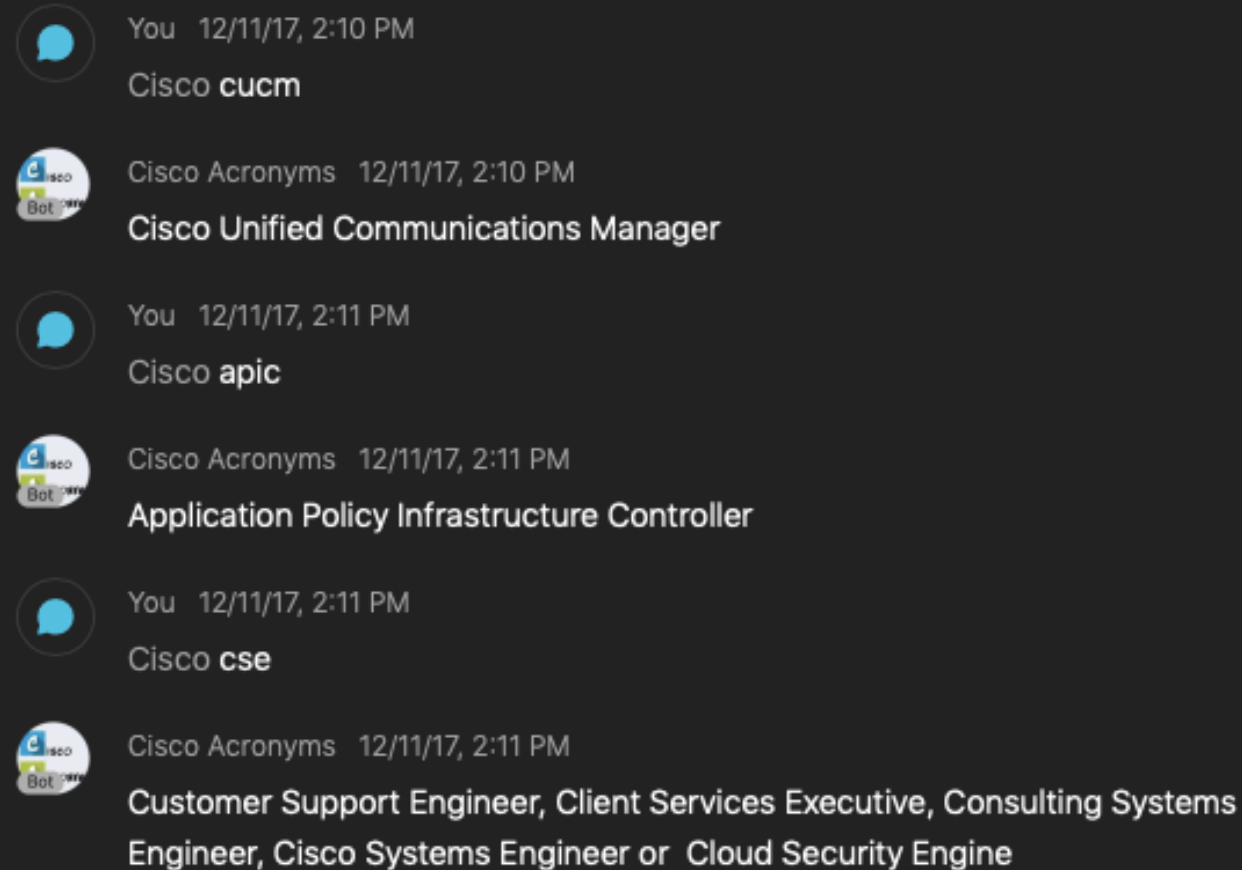 You 12/11/17, 2:10 PM
Cisco cucm
Cisco Acronyms 12/11/17, 2:10 PM
Bot
Cisco Unified Communications Manager
You 12/11/17, 2:11 PM
Cisco apic
Cisco Acronyms 12/11/17, 2:11 PM
Bot
Application Policy Infrastructure Controller
You 12/11/17, 2:11 PM
Cisco cse
Cisco Acronyms 12/11/17, 2:11 PM
Bot
Customer Support Engineer, Client Services Executive, Consulting Systems
Engineer, Cisco Systems Engineer or Cloud Security Engine